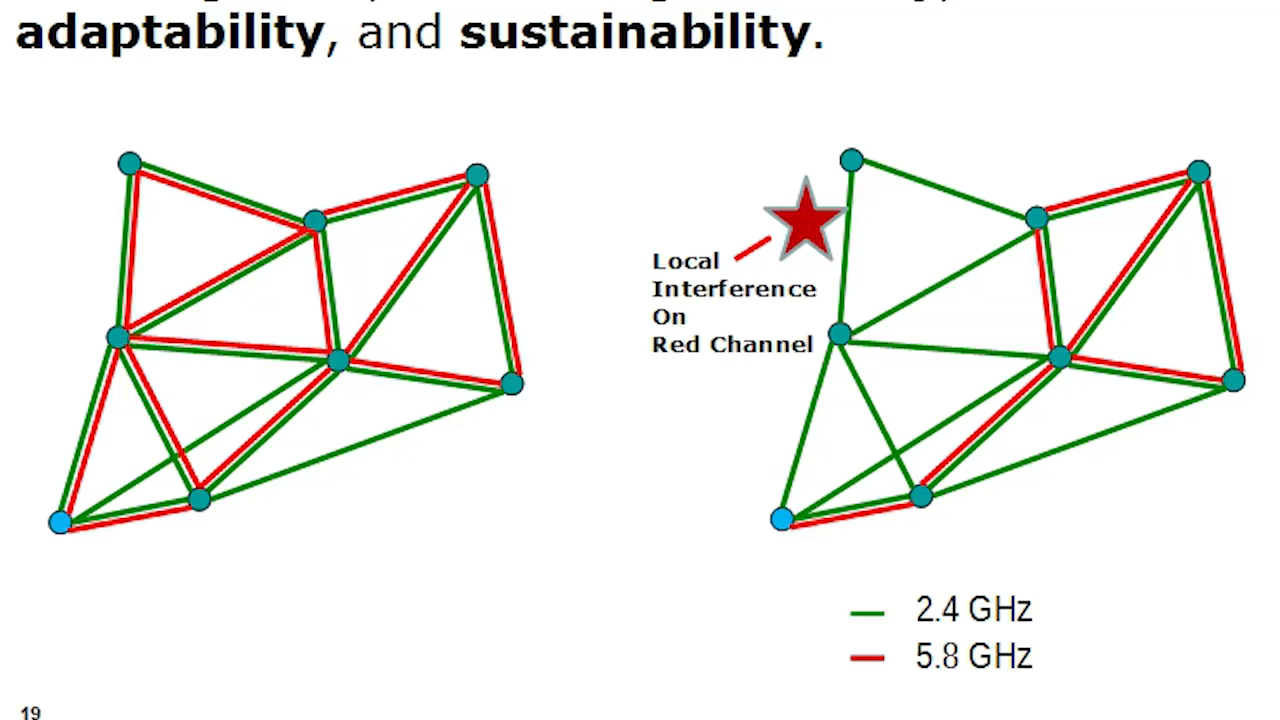 adaptability, and sustainability.
Local
Interference
On
Red Channel
2.4 GHz
5.8 GHz
19